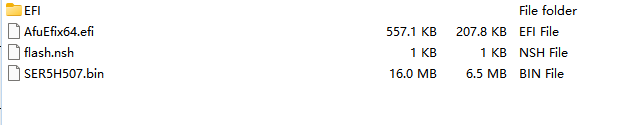 EFI File folder
AfuEfix64.efi 557.1 KB 207.8 KB EFI File
flash.nsh 1 KB 1 KB NSH File
SER5H507.bin 16.0 MB 6.5 MB BIN File